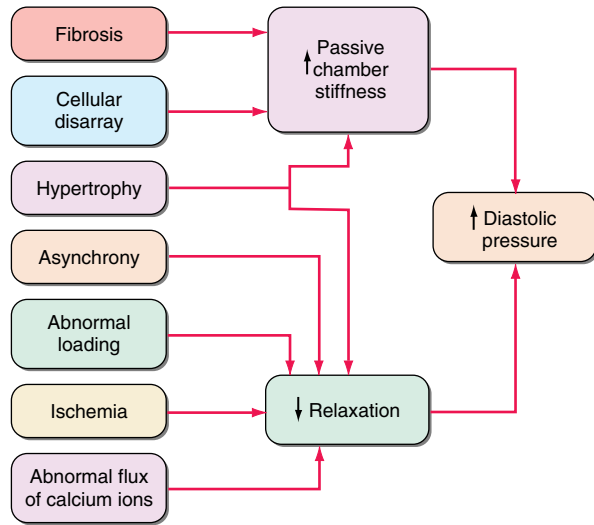 Fibrosis
Cellular
disarray
Hypertrophy
Asynchrony
Abnormal
loading
Ischemia
Abnormal flux
of calcium ions
↑ Passive
chamber
stiffness
↓ Relaxation
↑ Diastolic
pressure